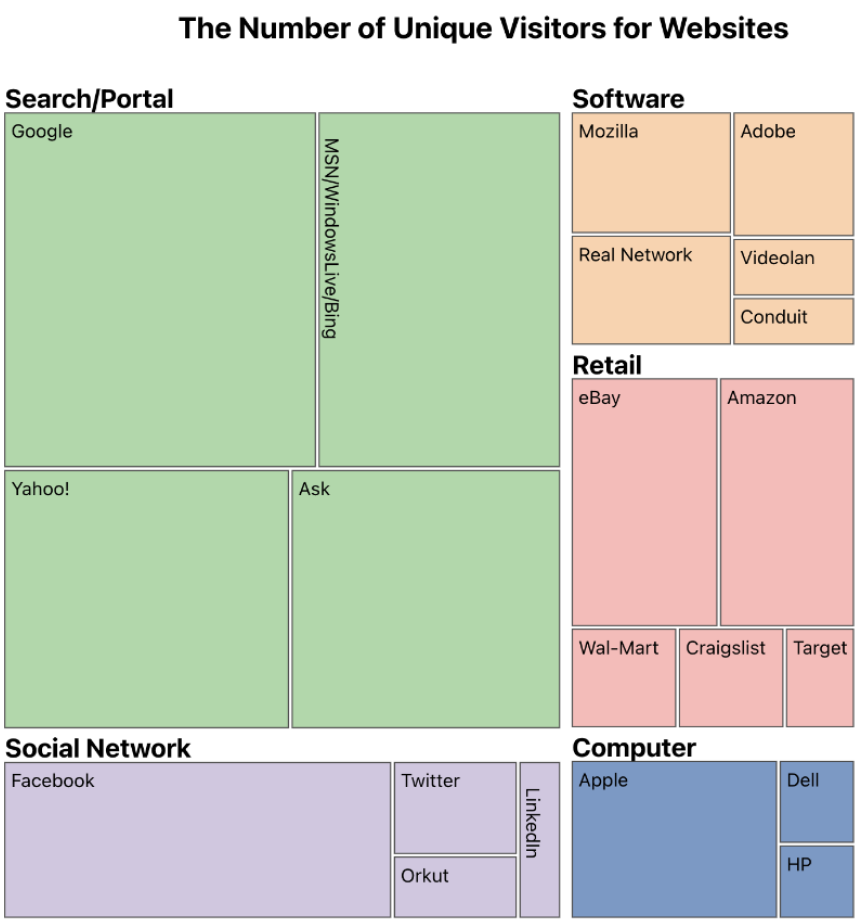 The Number of Unique Visitors for Websites
Search/Portal
Google
MSN/WindowsLive/Bing
Yahoo!
Ask
Software
Mozilla
Adobe
Real Network
Videolan
Conduit
Retail
eBay
Amazon
Wal-Mart
Craigslist
Target
Social Network
Facebook
Twitter
Orkut
LinkedIn
Computer
Apple
Dell
HP